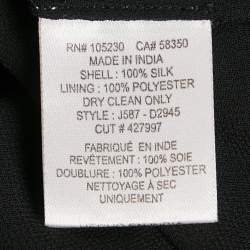 RN# 105230 CA# 58350
MADE IN INDIA
SHELL : 100% SILK
LINING : 100% POLYESTER
DRY CLEAN ONLY
STYLE : J587 - D2945
CUT # 427997
FABRIQUÉ EN INDE
REVÊTEMENT : 100% SOIE
DOUBLURE : 100% POLYESTER
NETTOYAGE À SEC
UNIQUEMENT